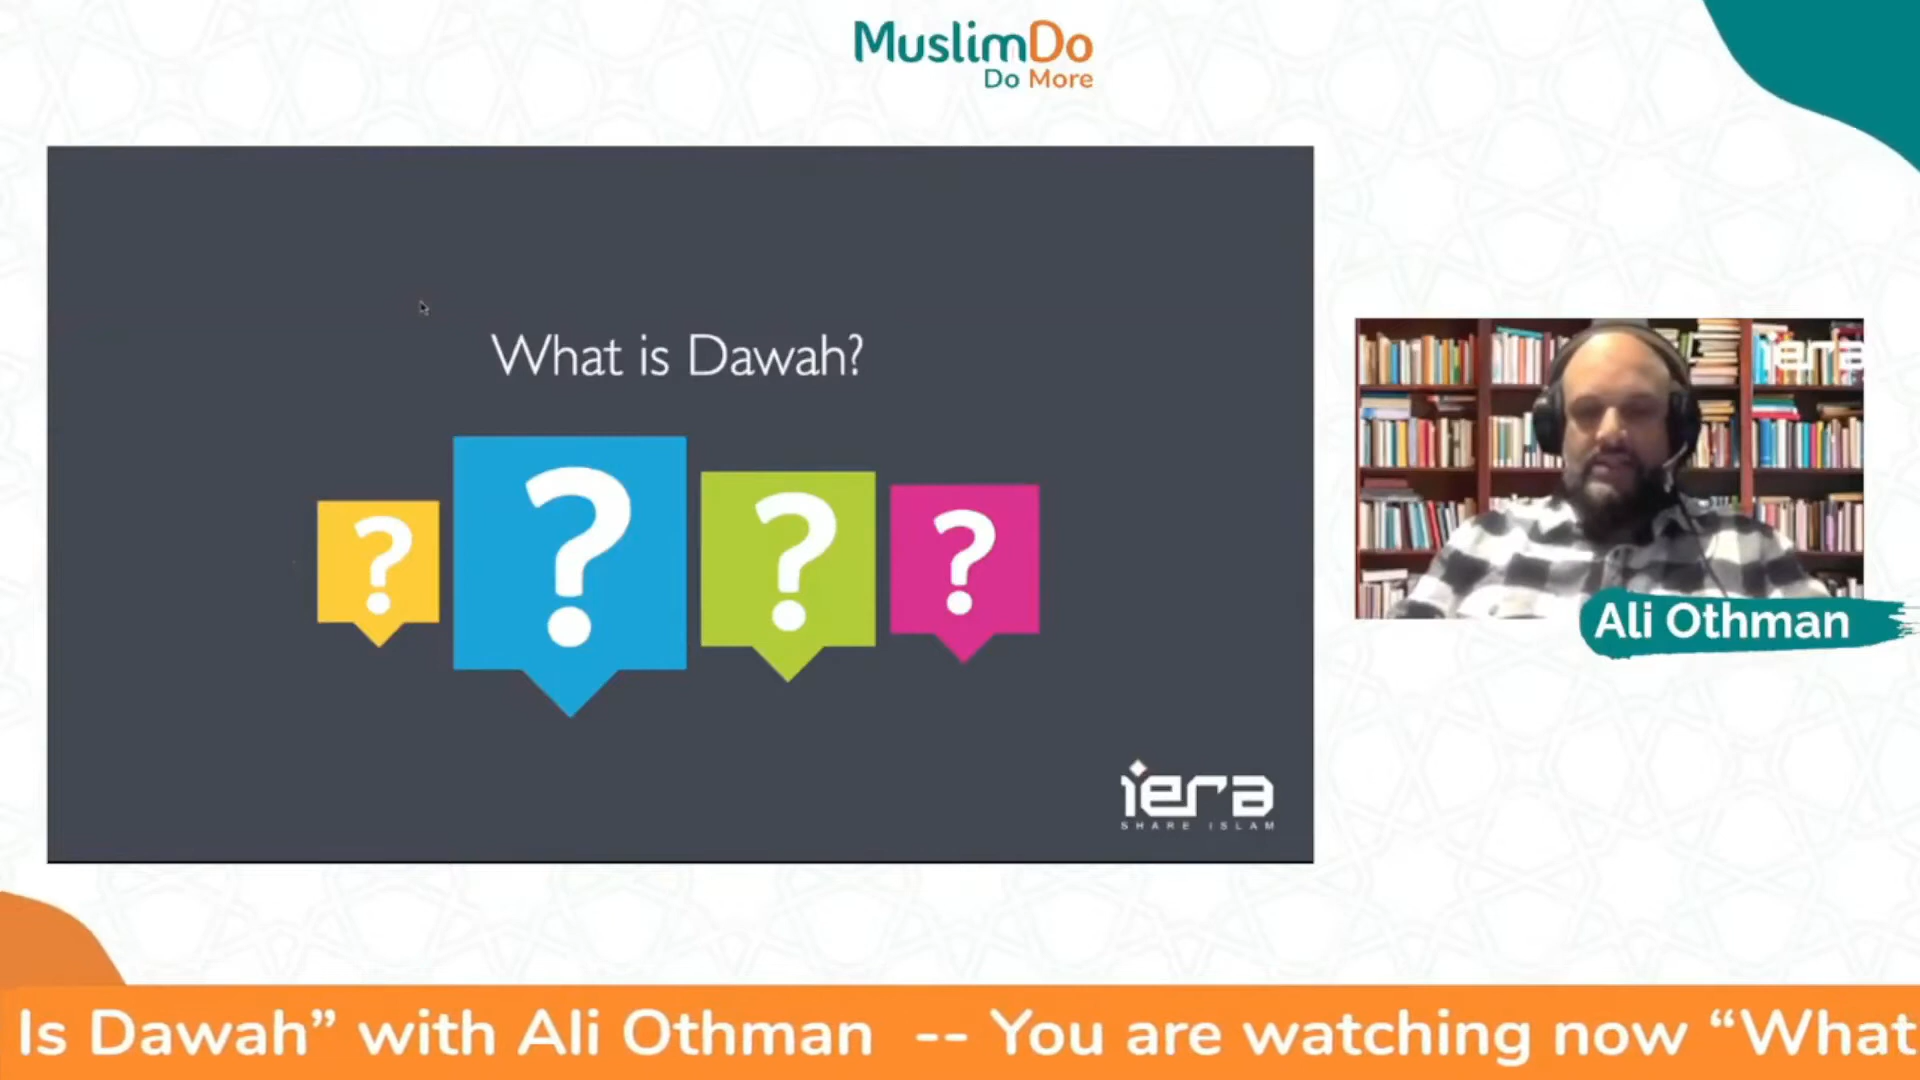 MuslimDo
Do More
What is Dawah?
? ? ? ?
iera
SHARE ISLAM
iera
Ali Othman
Is Dawah” with Ali Othman -- You are watching now “What